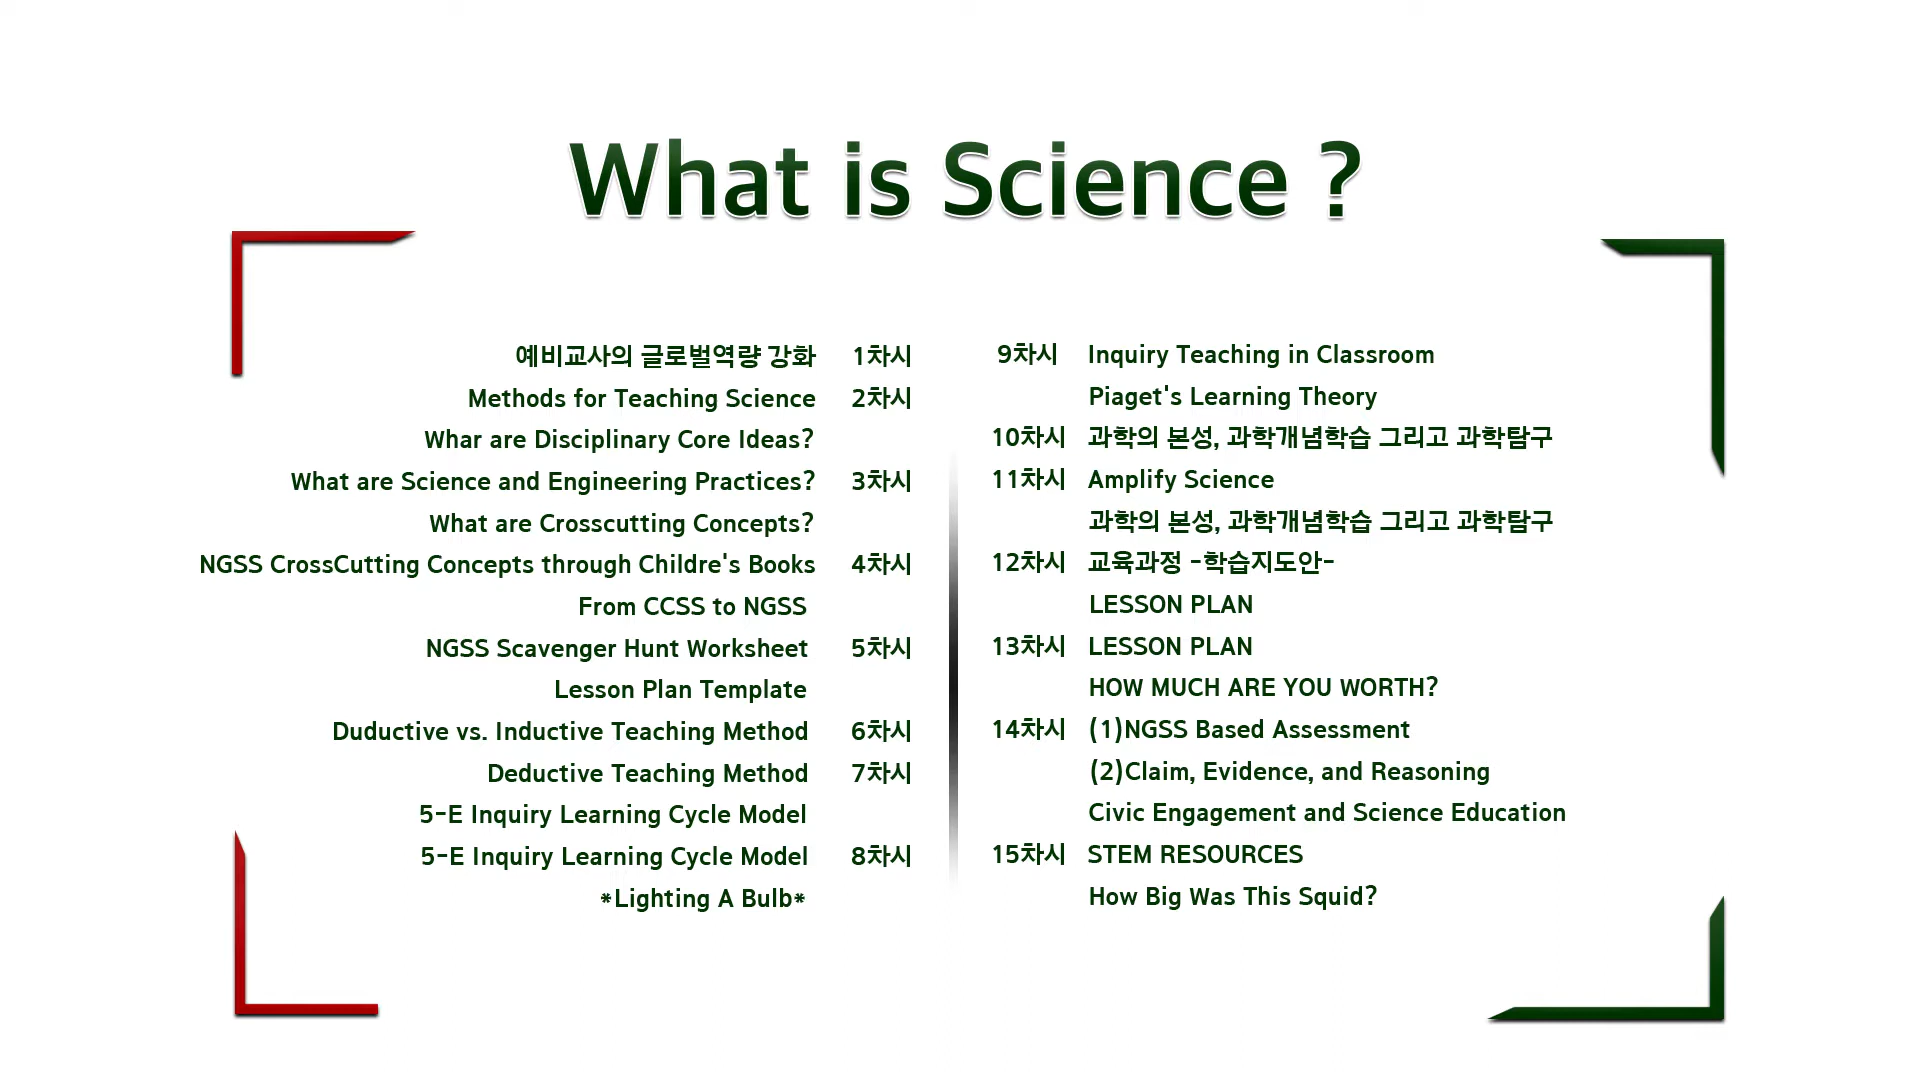 What is Science ?
예비교사의 글로벌역량 강화 1차시
Methods for Teaching Science 2차시
Whar are Disciplinary Core Ideas?
What are Science and Engineering Practices? 3차시
What are Crosscutting Concepts?
NGSS CrossCutting Concepts through Childre's Books 4차시
From CCSS to NGSS
NGSS Scavenger Hunt Worksheet 5차시
Lesson Plan Template
Duductive vs. Inductive Teaching Method 6차시
Deductive Teaching Method 7차시
5-E Inquiry Learning Cycle Model
5-E Inquiry Learning Cycle Model 8차시
*Lighting A Bulb*
9차시 Inquiry Teaching in Classroom
Piaget's Learning Theory
10차시 과학의 본성, 과학개념학습 그리고 과학탐구
11차시 Amplify Science
과학의 본성, 과학개념학습 그리고 과학탐구
12차시 교육과정 -학습지도안-
LESSON PLAN
13차시 LESSON PLAN
HOW MUCH ARE YOU WORTH?
14차시 (1)NGSS Based Assessment
(2)Claim, Evidence, and Reasoning
Civic Engagement and Science Education
15차시 STEM RESOURCES
How Big Was This Squid?